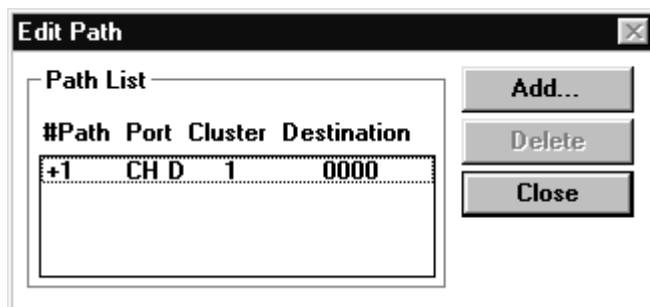 Edit Path
Path List
Add...
#Path Port Cluster Destination
Delete
+1 CH D 1 0000
Close